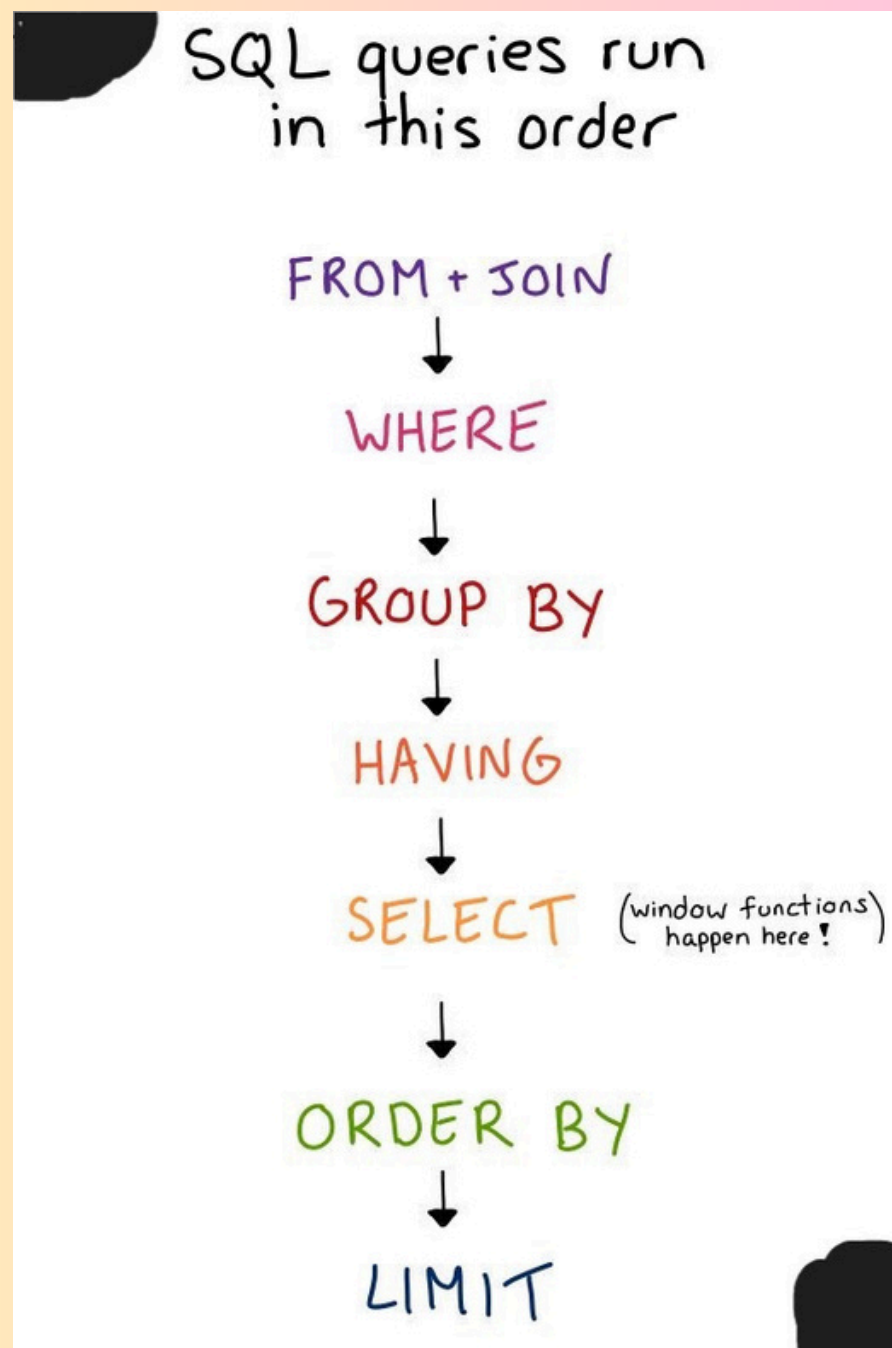 SQL queries run
in this order
FROM + JOIN
WHERE
GROUP BY
HAVING
SELECT (window functions
happen here!)
ORDER BY
LIMIT